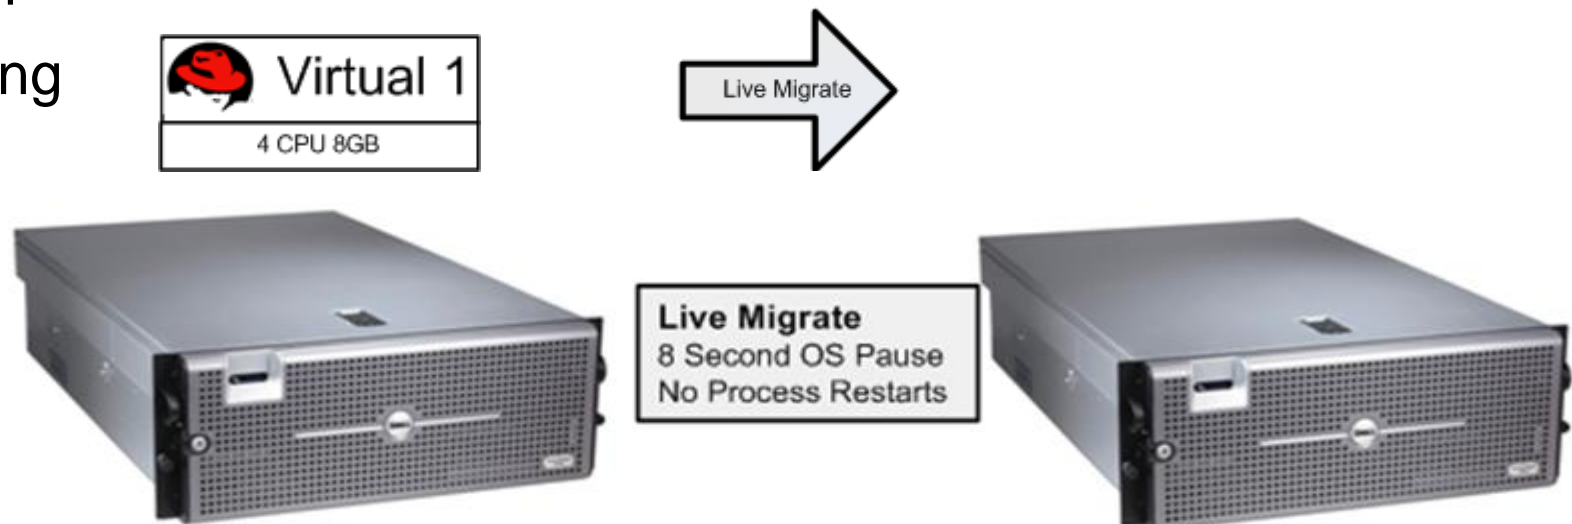 ng
Virtual 1
4 CPU 8GB
Live Migrate
Live Migrate
8 Second OS Pause
No Process Restarts